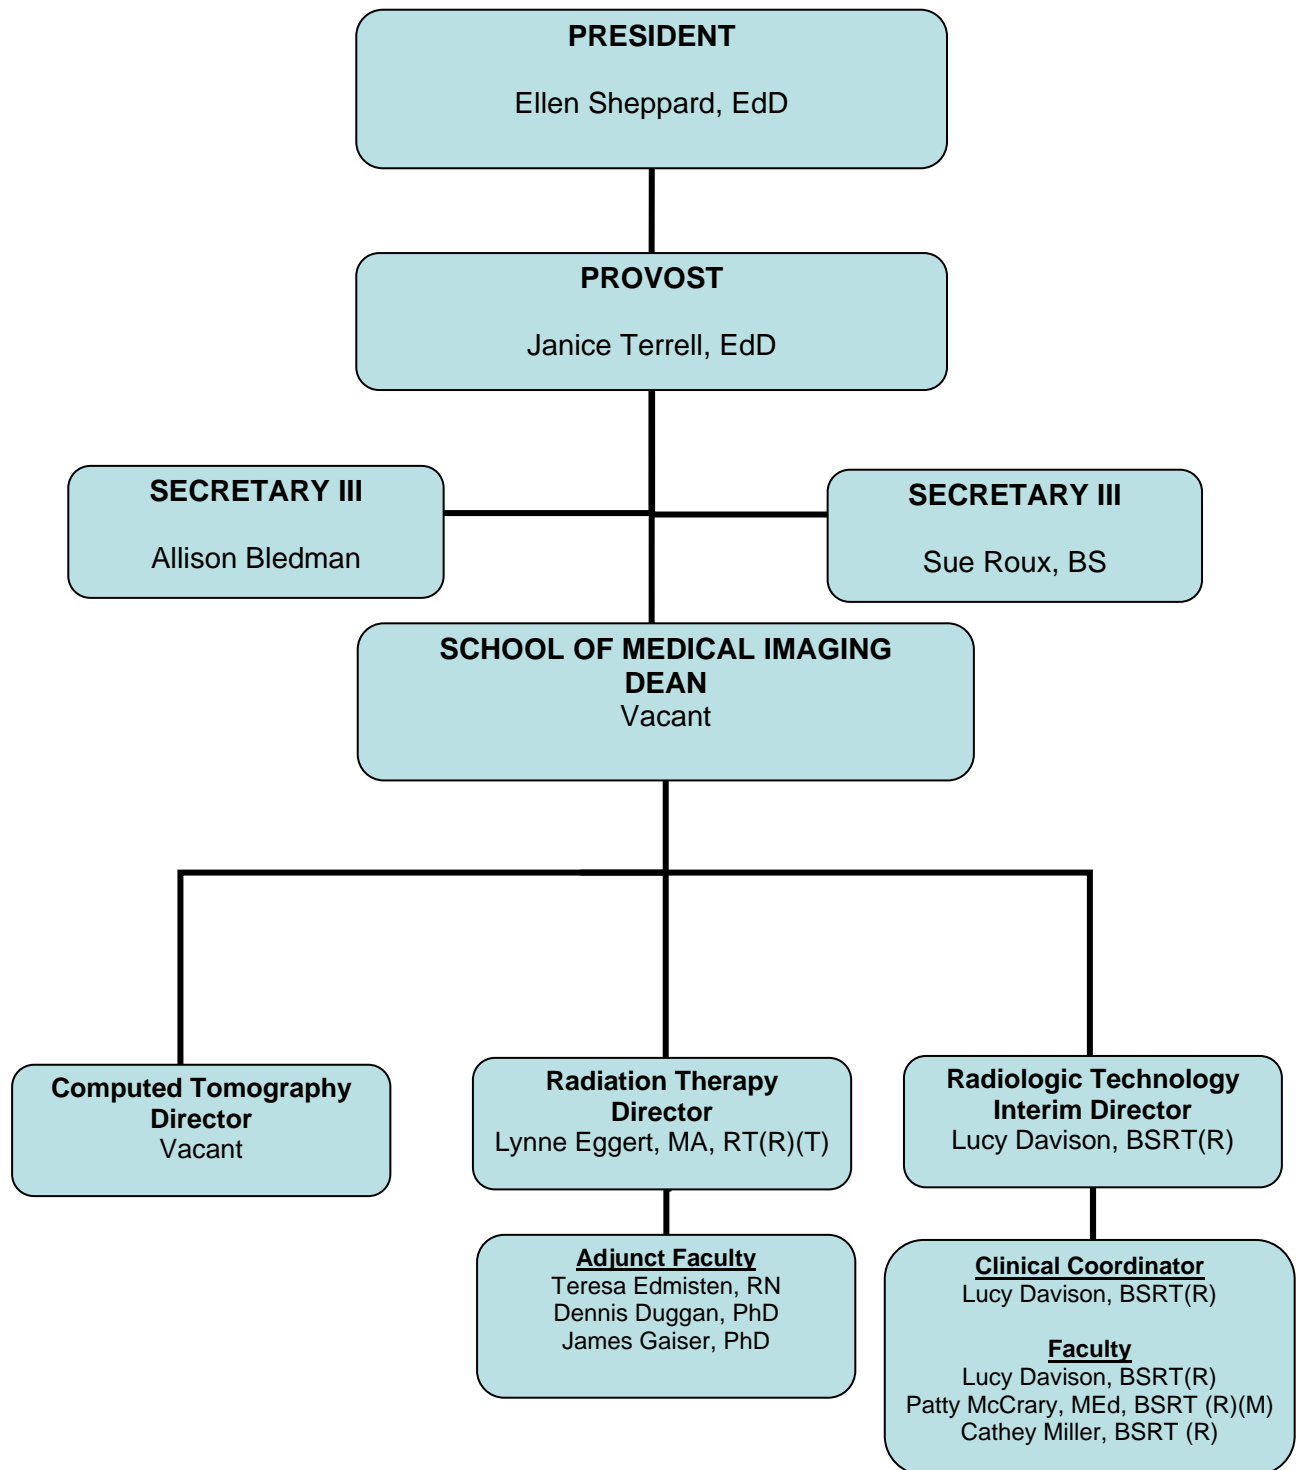 PRESIDENT
Ellen Sheppard, EdD
PROVOST
Janice Terrell, EdD
SECRETARY III
Allison Bledman
SECRETARY III
Sue Roux, BS
SCHOOL OF MEDICAL IMAGING
DEAN
Vacant
Computed Tomography
Director
Vacant
Radiation Therapy
Director
Lynne Eggert, MA, RT(R)(T)
Radiologic Technology
Interim Director
Lucy Davison, BSRT(R)
Adjunct Faculty
Teresa Edmisten, RN
Dennis Duggan, PhD
James Gaiser, PhD
Clinical Coordinator
Lucy Davison, BSRT(R)
Faculty
Lucy Davison, BSRT(R)
Patty McCrary, MEd, BSRT (R)(M)
Cathey Miller, BSRT (R)